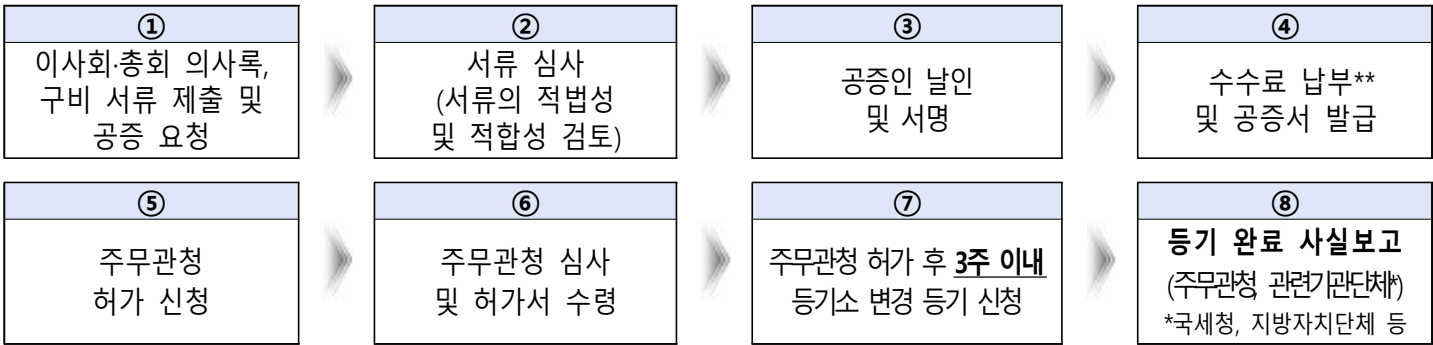 ①
이사회·총회 의사록,
구비 서류 제출 및
공증 요청
②
서류 심사
(서류의 적법성
및 적합성 검토)
③
공증인 날인
및 서명
④
수수료 납부**
및 공증서 발급
⑤
주무관청
허가 신청
⑥
주무관청 심사
및 허가서 수령
⑦
주무관청 허가 후 3주 이내
등기소 변경 등기 신청
⑧
등기 완료 사실보고
(주무관청, 관련기관단체*)
*국세청, 지방자치단체 등